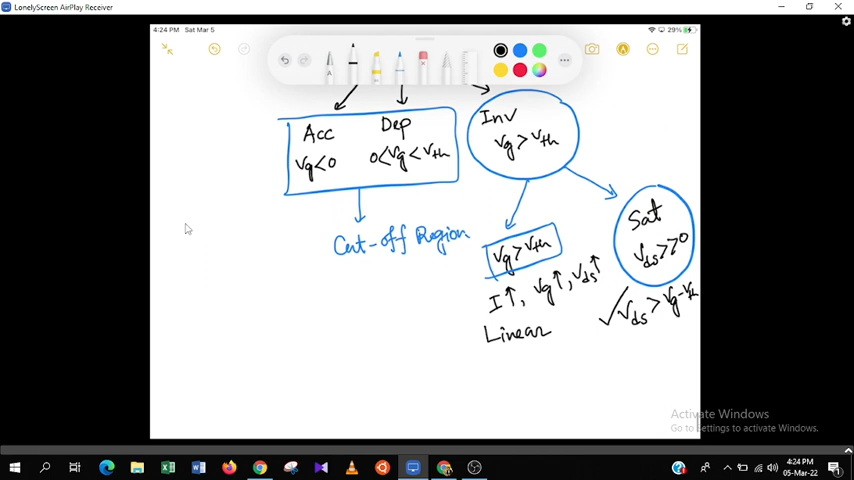 LonelyScreen AirPlay Receiver
4:24 PM Sat Mar 5
29%
A
Acc
Vg<0
Dep
0<Vg<Vth
Inv
Vg>Vth
Cut-off Region
Vg>Vth
I↑, Vg↑, Vds↑
Linear
Sat
Vds>>0
✓Vds>Vg-Vth
Activate Windows
Go to Settings to activate Windows.
4:24 PM
05-Mar-22